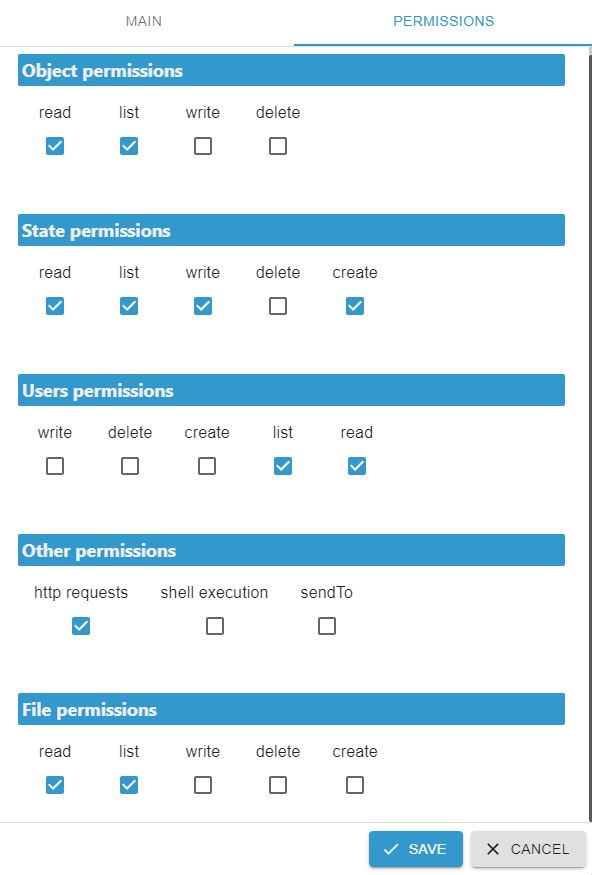 MAIN PERMISSIONS
Object permissions
read list write delete
State permissions
read list write delete create
Users permissions
write delete create list read
Other permissions
http requests shell execution sendTo
File permissions
read list write delete create
SAVE CANCEL